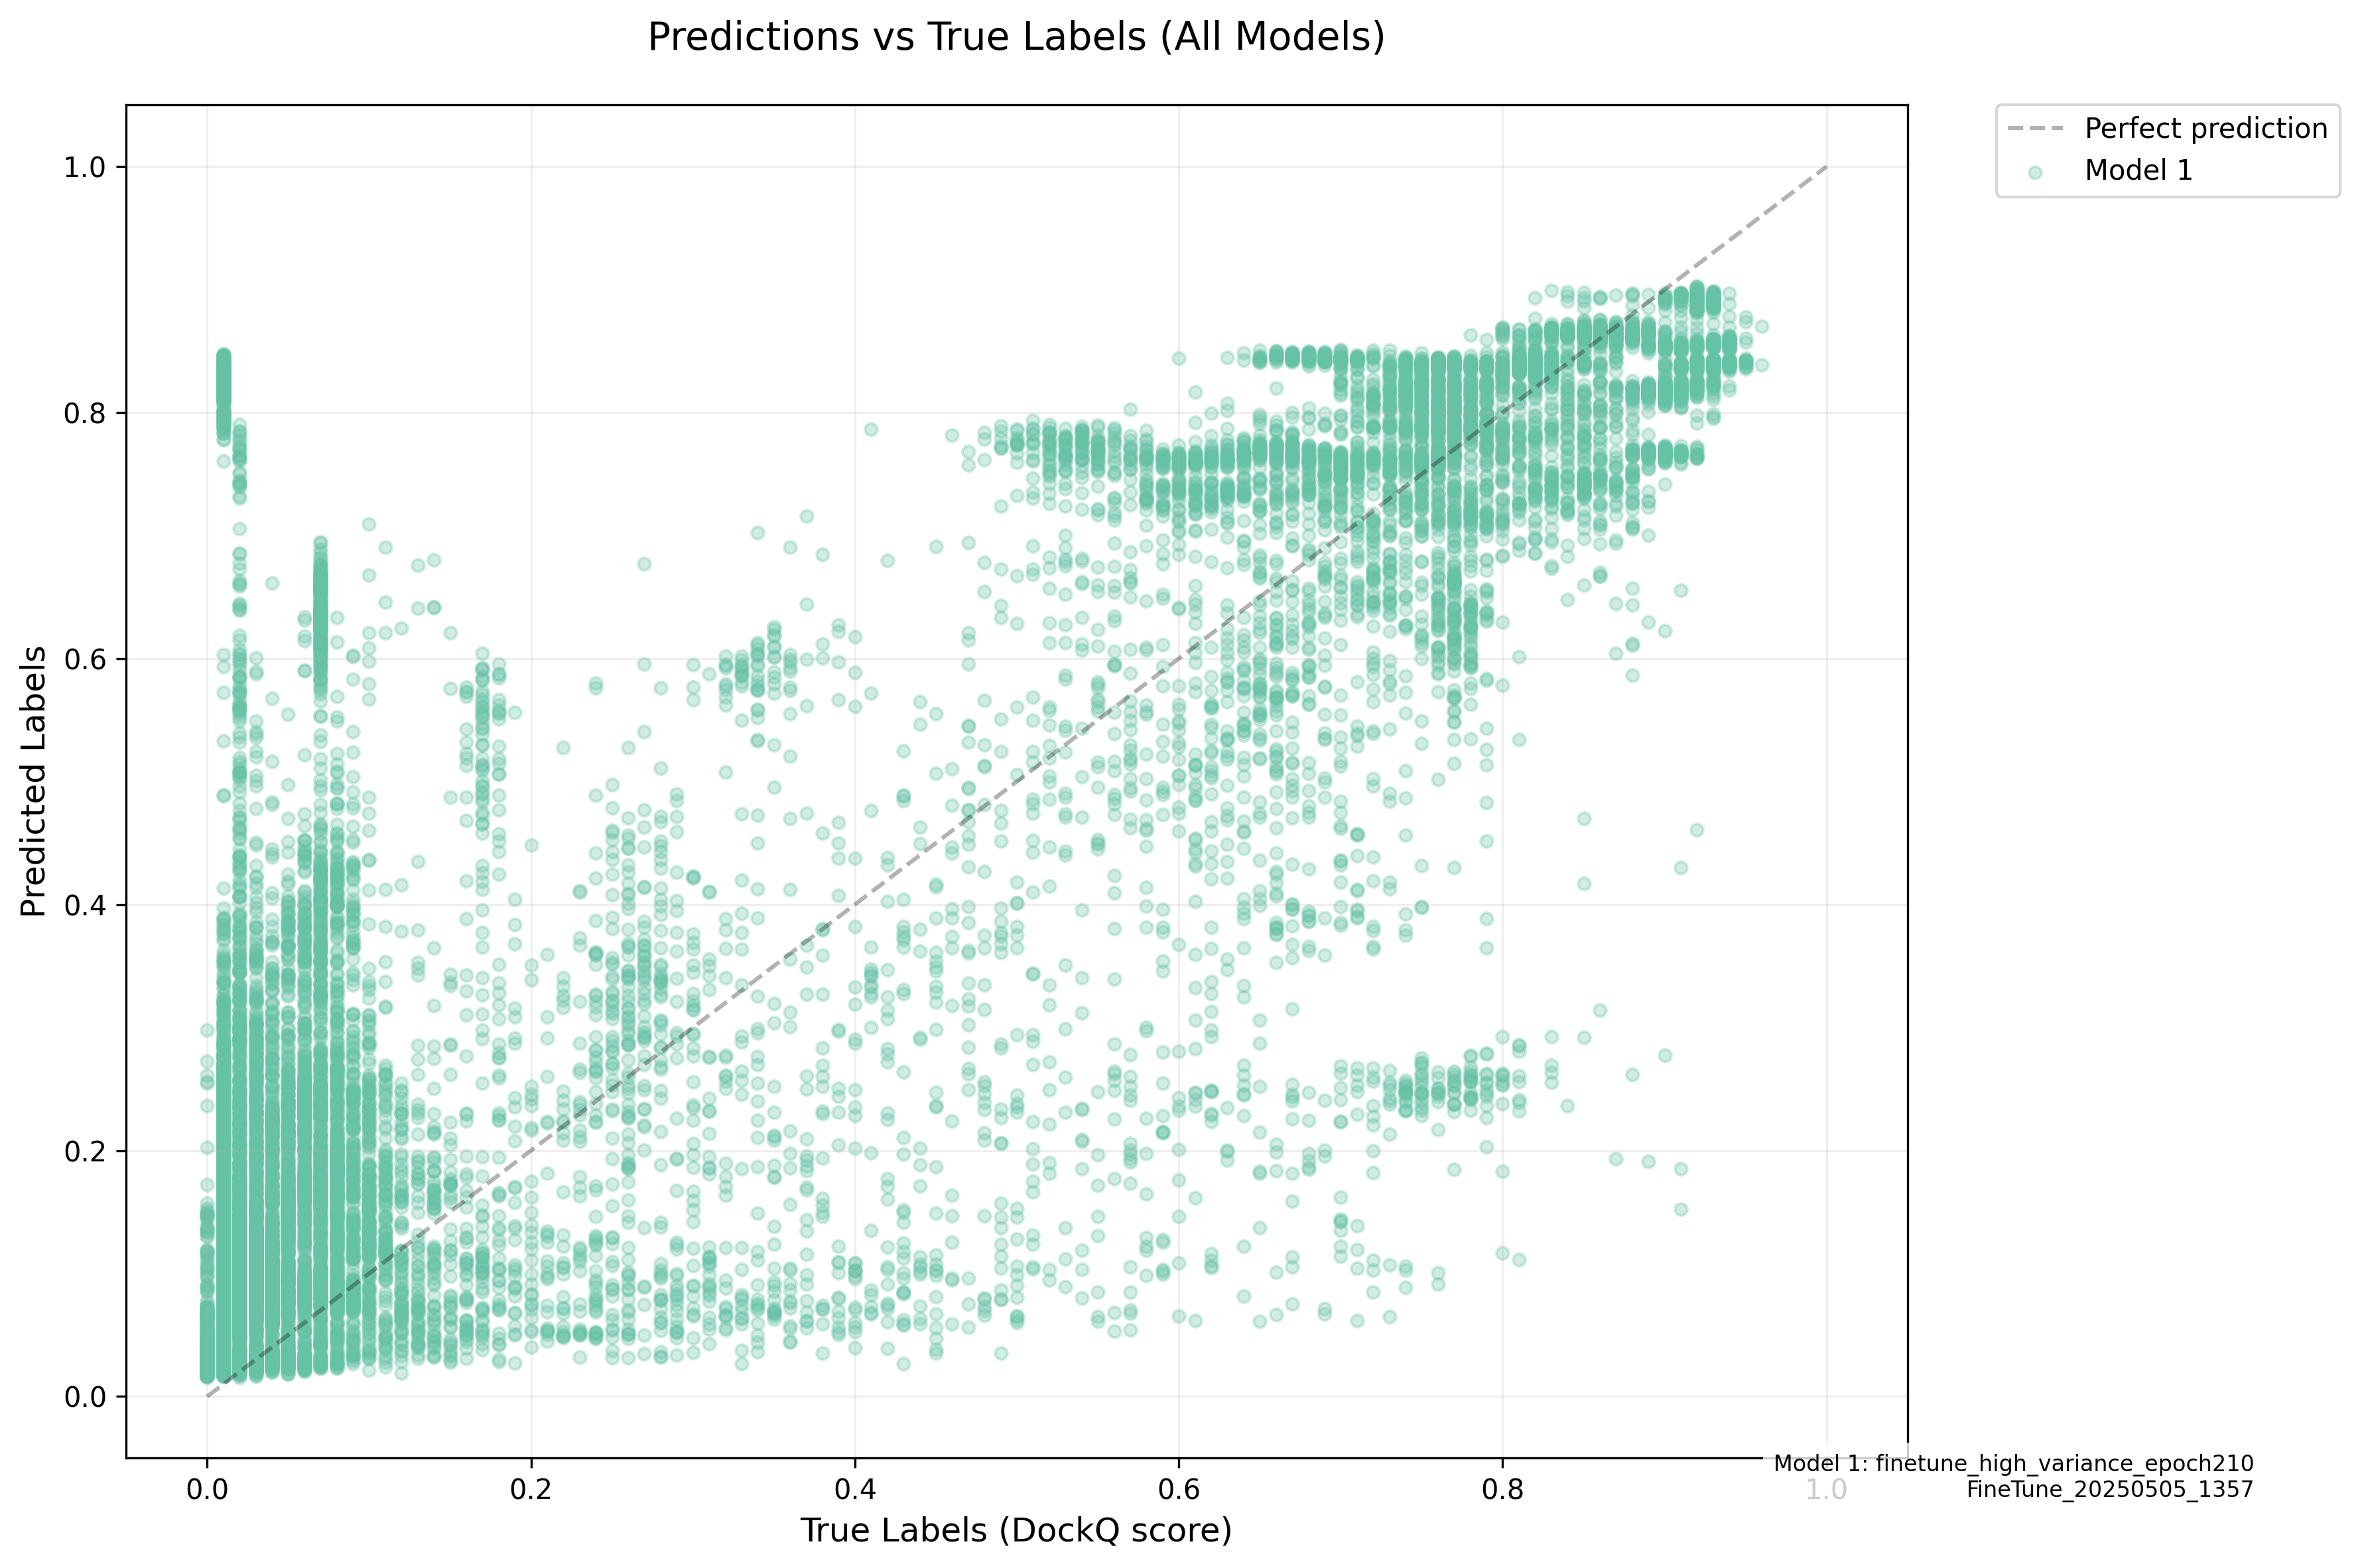 Predictions vs True Labels (All Models)
Perfect prediction
Model 1
Predicted Labels
1.0
0.8
0.6
0.4
0.2
0.0
0.0 0.2 0.4 0.6 0.8 1.0
True Labels (DockQ score)
Model 1: finetune_high_variance_epoch210
FineTune_20250505_1357